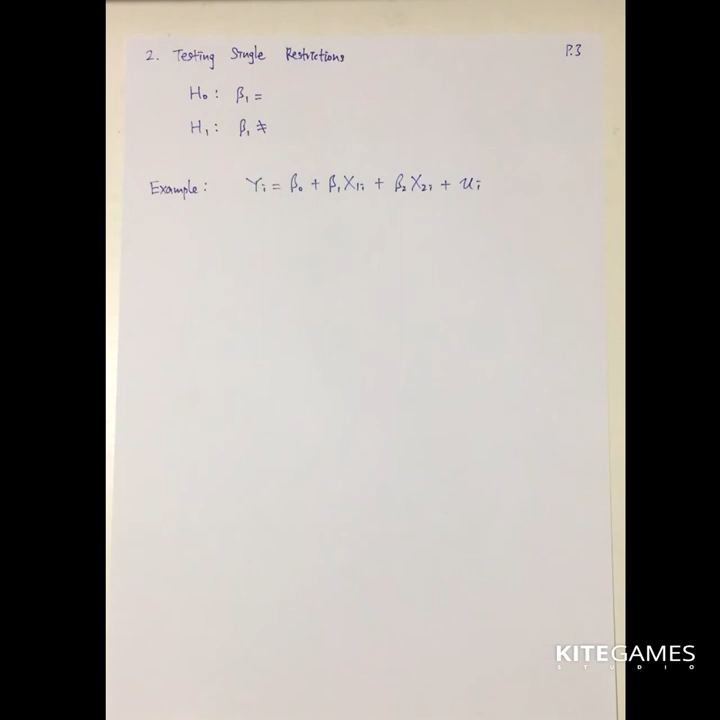 2. Testing Single Restrictions P.3
H₀: β₁ =
H₁: β₁ ≠
Example: Yᵢ = β₀ + β₁X₁ᵢ + β₂X₂ᵢ + uᵢ
KITEGAMES
STUDIO